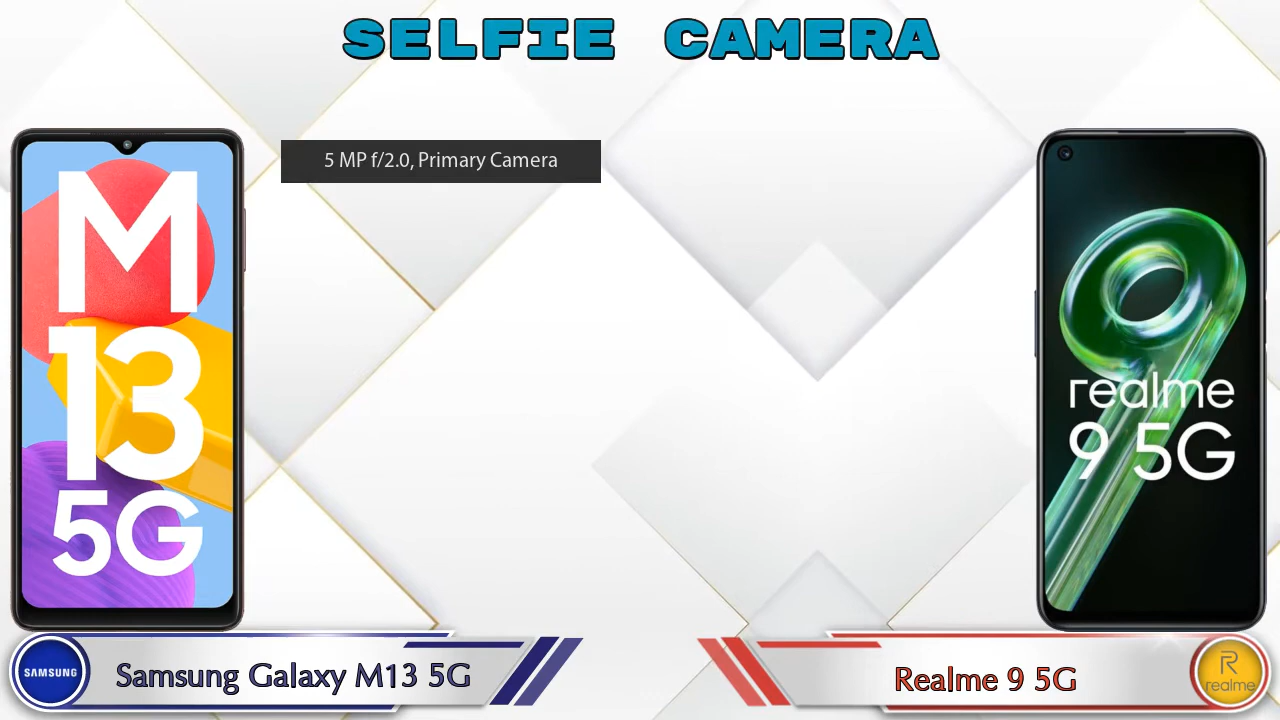 SELFIE CAMERA
5 MP f/2.0, Primary Camera
M
13
5G
realme
9 5G
SAMSUNG
Samsung Galaxy M13 5G
Realme 9 5G
R
realme